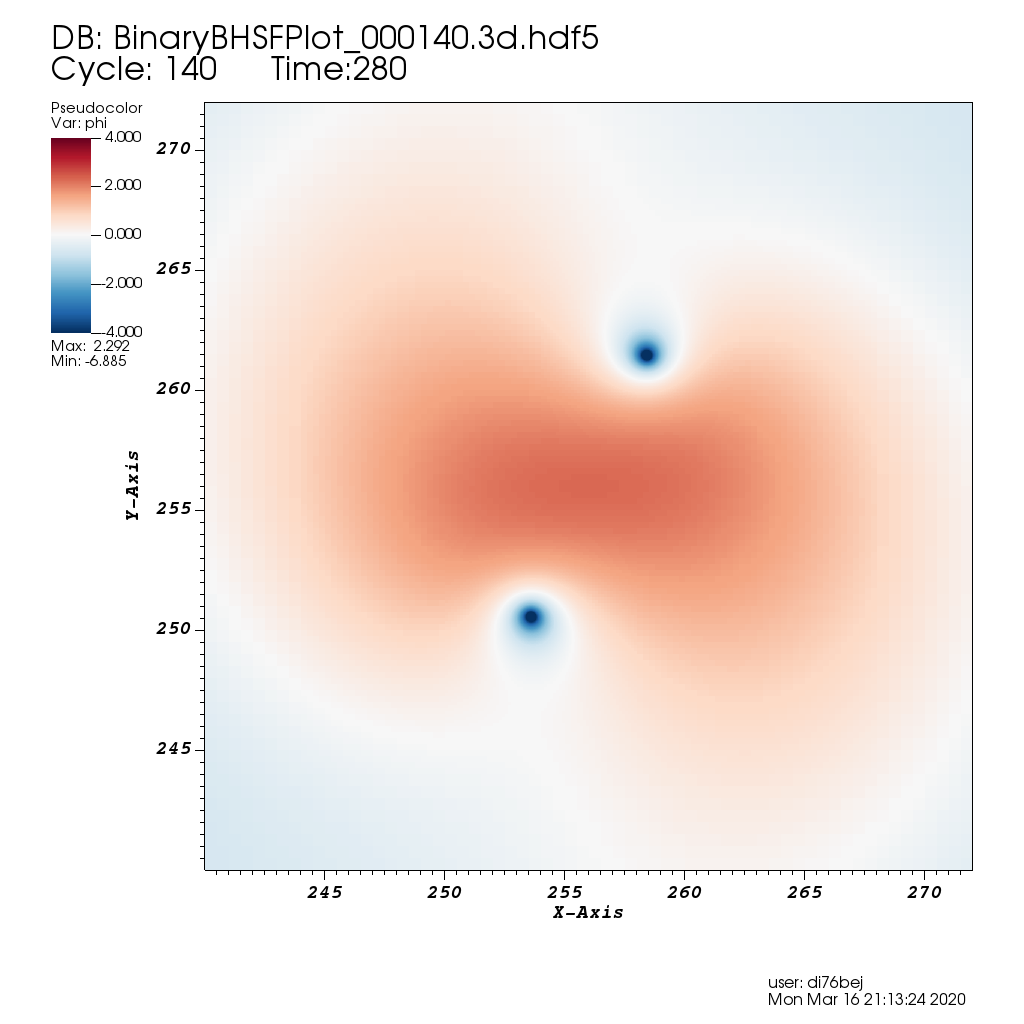 DB: BinaryBHSFPlot_000140.3d.hdf5
Cycle: 140 Time:280
Pseudocolor
Var: phi
4.000
2.000
0.000
-2.000
-4.000
Max: 2.292
Min: -6.885
270
265
260
255
250
245
Y-Axis
245 250 255 260 265 270
X-Axis
user: di76bej
Mon Mar 16 21:13:24 2020